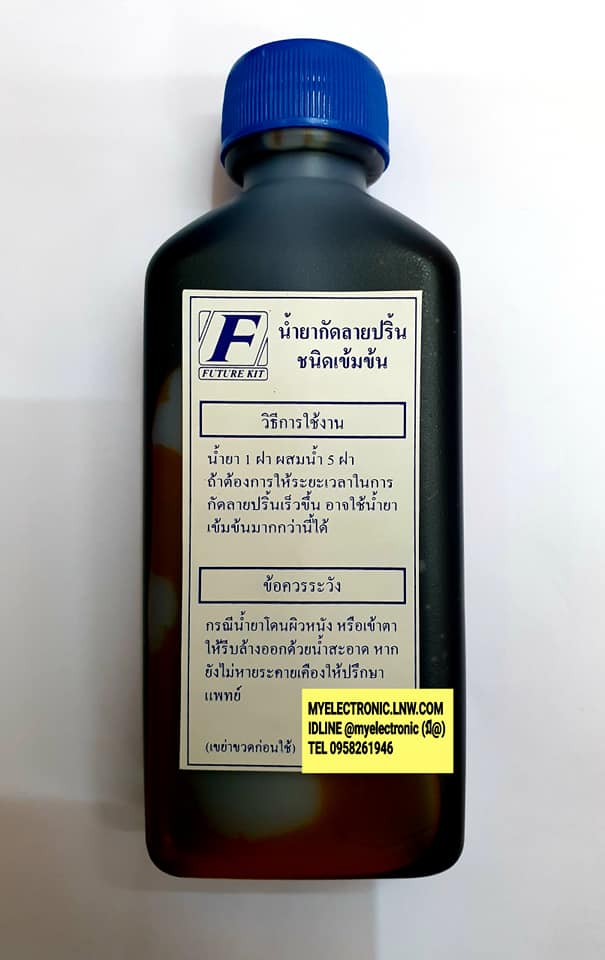 F
FUTURE KIT
น้ำยากัดลายปริ้น
ชนิดเข้มข้น
วิธีการใช้งาน
น้ำยา 1 ฝา ผสมน้ำ 5 ฝา
ถ้าต้องการให้ระยะเวลาในการ
กัดลายปริ้นเร็วขึ้น อาจใช้น้ำยา
เข้มข้นมากกว่านี้ได้
ข้อควรระวัง
กรณีน้ำยาโดนผิวหนัง หรือเข้าตา
ให้รีบล้างออกด้วยน้ำสะอาด หาก
ยังไม่หายระคายเคืองให้ปรึกษา
แพทย์
(เขย่าขวดก่อนใช้)
MYELECTRONIC.LNW.COM
IDLINE @myelectronic (มี@)
TEL 0958261946